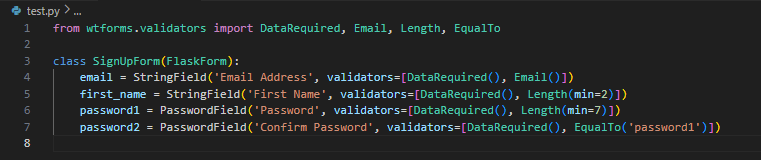 test.py > ...
1 from wtforms.validators import DataRequired, Email, Length, EqualTo
2
3 class SignUpForm(FlaskForm):
4     email = StringField('Email Address', validators=[DataRequired(), Email()])
5     first_name = StringField('First Name', validators=[DataRequired(), Length(min=2)])
6     password1 = PasswordField('Password', validators=[DataRequired(), Length(min=7)])
7     password2 = PasswordField('Confirm Password', validators=[DataRequired(), EqualTo('password1')])
8